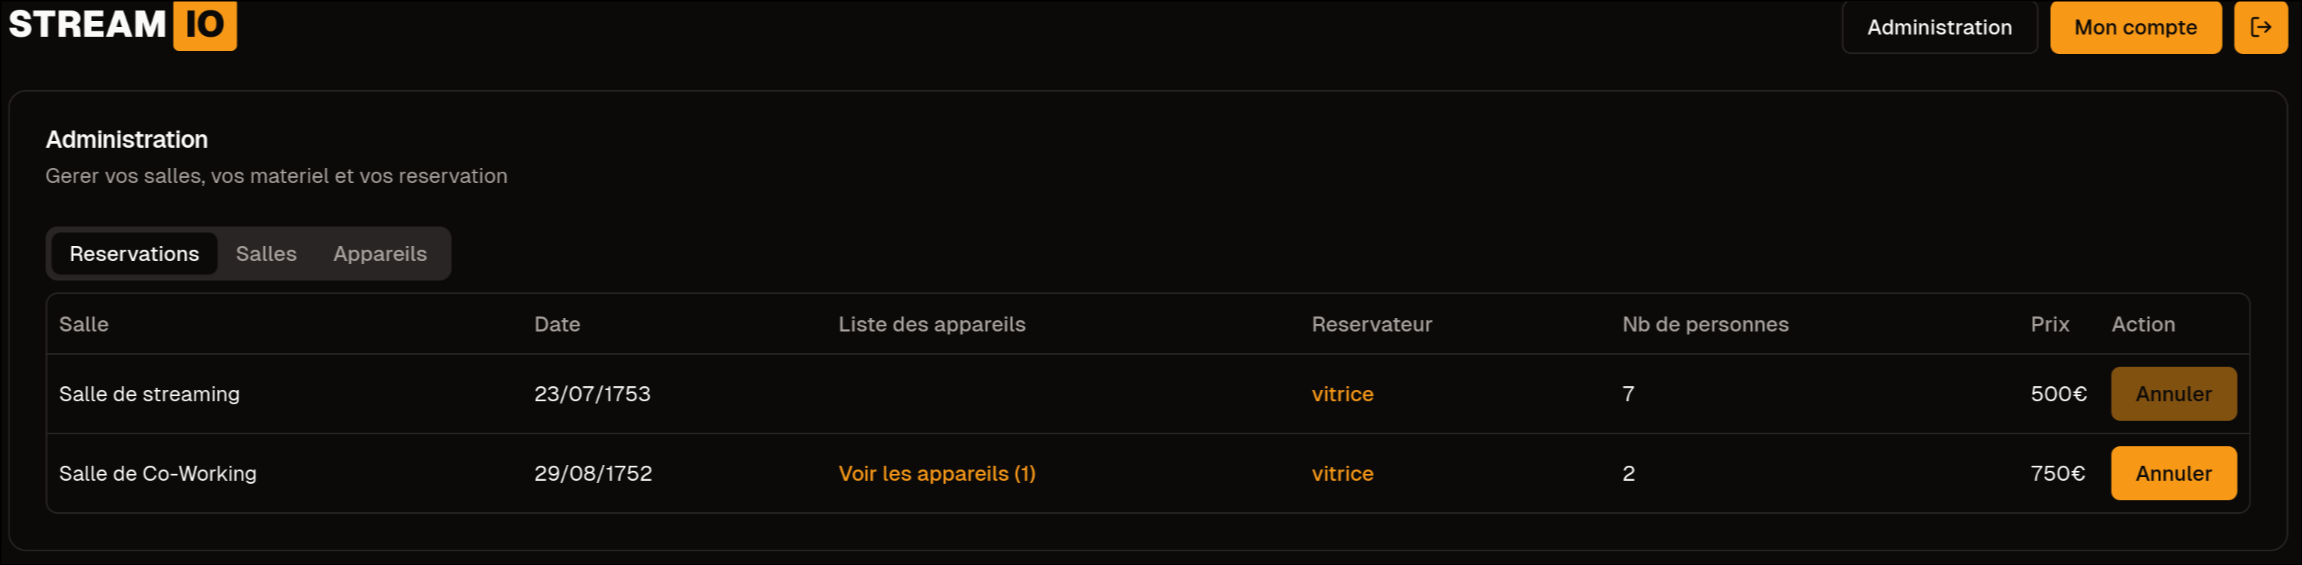 STREAM IO Administration Mon compte
Administration
Gerer vos salles, vos materiel et vos reservation
Reservations Salles Appareils
Salle Date Liste des appareils Reservateur Nb de personnes Prix Action
Salle de streaming 23/07/1753 vitrice 7 500€ Annuler
Salle de Co-Working 29/08/1752 Voir les appareils (1) vitrice 2 750€ Annuler